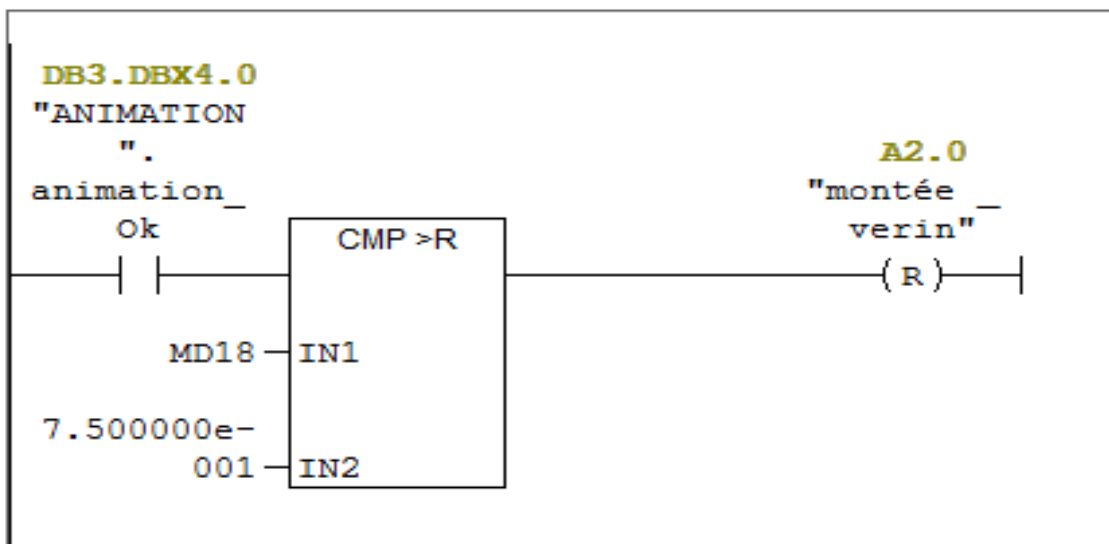 DB3.DBX4.0
"ANIMATION
".
animation_
Ok
A2.0
"montée _
verin"
CMP >R
( R )
MD18
IN1
7.500000e-
001
IN2